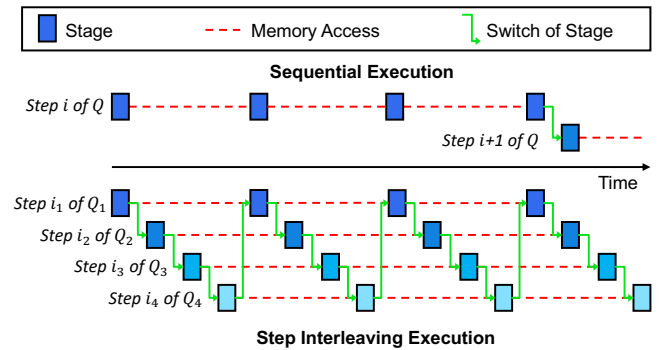 Stage Memory Access Switch of Stage
Sequential Execution
Step i of Q
Step i+1 of Q
Time
Step i₁ of Q₁
Step i₂ of Q₂
Step i₃ of Q₃
Step i₄ of Q₄
Step Interleaving Execution